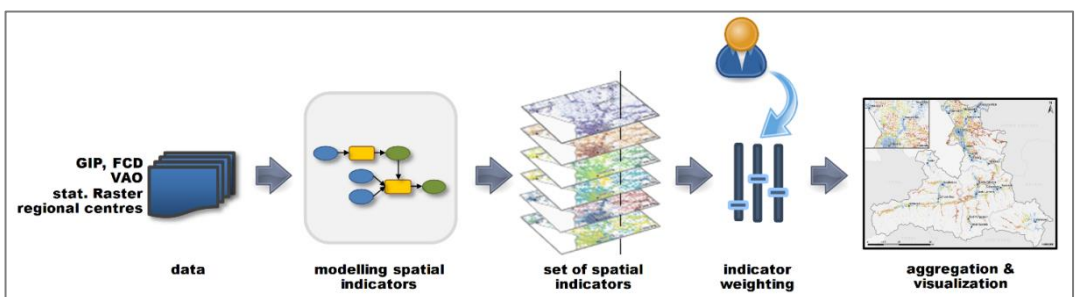 GIP, FCD
VAO
stat. Raster
regional centres
data
modelling spatial
indicators
set of spatial
indicators
indicator
weighting
aggregation &
visualization